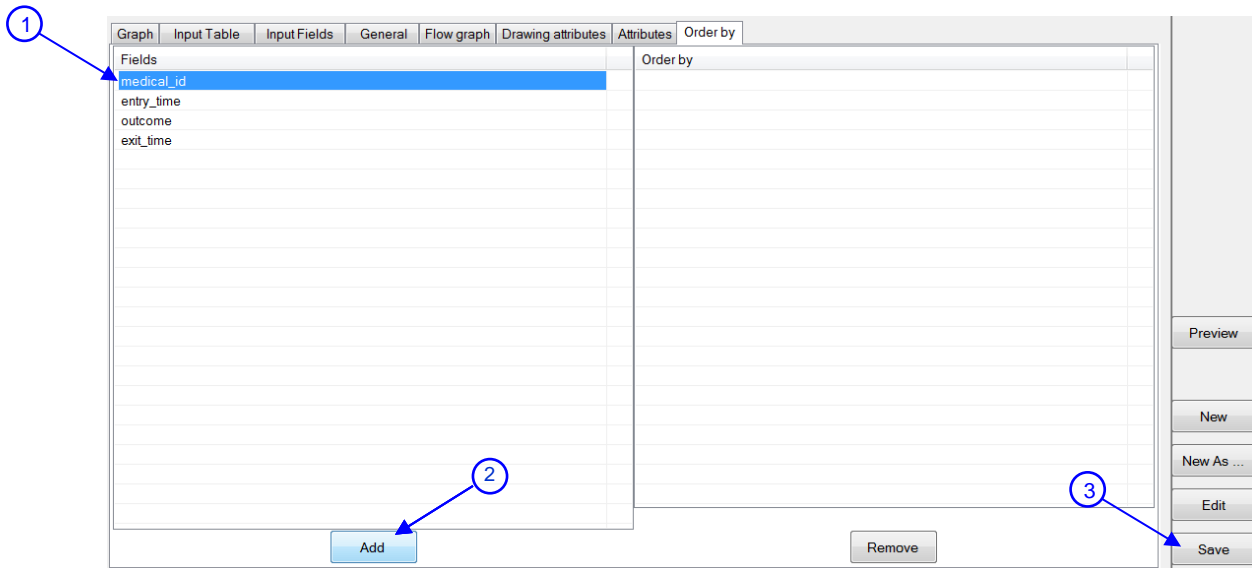 1
Graph Input Table Input Fields General Flow graph Drawing attributes Attributes Order by
Fields
Order by
medical_id
entry_time
outcome
exit_time
Preview
New
New As ...
2
3
Edit
Add
Remove
Save